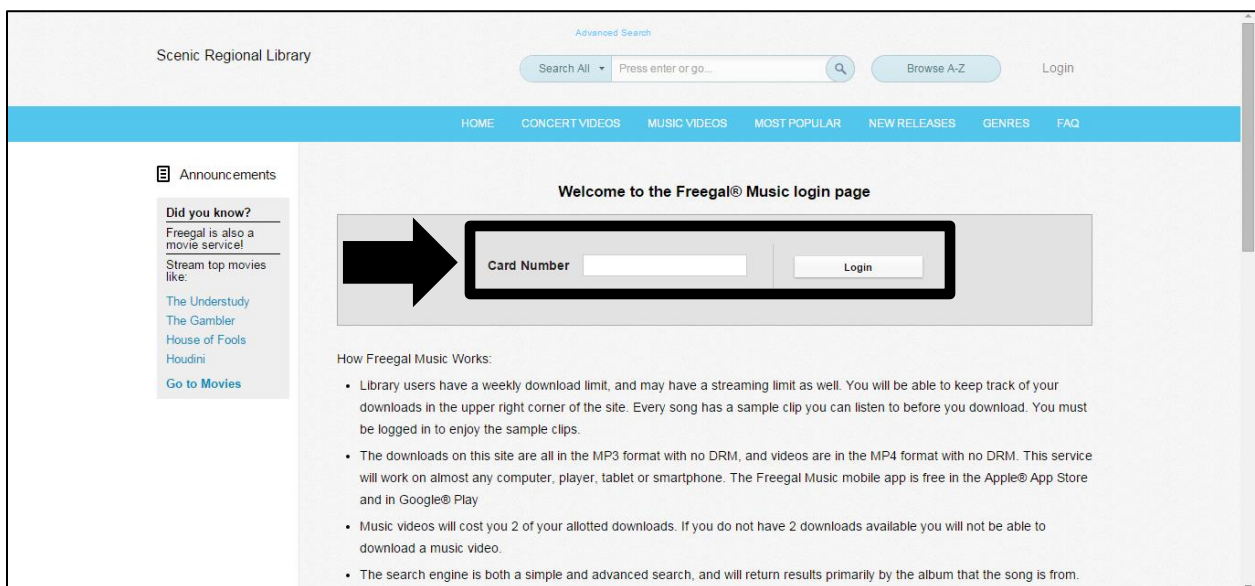 Advanced Search
Scenic Regional Library
Search All
Press enter or go...
Browse A-Z
Login
HOME
CONCERT VIDEOS
MUSIC VIDEOS
MOST POPULAR
NEW RELEASES
GENRES
FAQ
Announcements
Did you know?
Freegal is also a
movie service!
Stream top movies
like:
The Understudy
The Gambler
House of Fools
Houdini
Go to Movies
Welcome to the Freegal® Music login page
Card Number
Login
How Freegal Music Works:
• Library users have a weekly download limit, and may have a streaming limit as well. You will be able to keep track of your
downloads in the upper right corner of the site. Every song has a sample clip you can listen to before you download. You must
be logged in to enjoy the sample clips.
• The downloads on this site are all in the MP3 format with no DRM, and videos are in the MP4 format with no DRM. This service
will work on almost any computer, player, tablet or smartphone. The Freegal Music mobile app is free in the Apple® App Store
and in Google® Play
• Music videos will cost you 2 of your allotted downloads. If you do not have 2 downloads available you will not be able to
download a music video.
• The search engine is both a simple and advanced search, and will return results primarily by the album that the song is from.